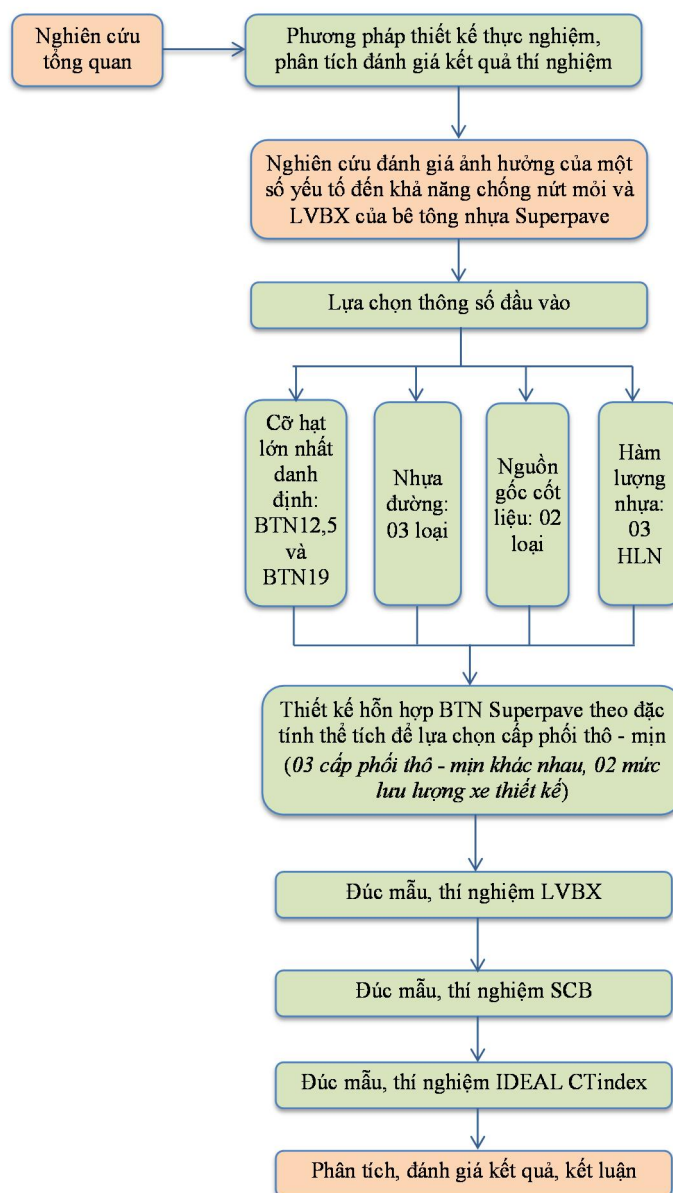 Nghiên cứu
tổng quan
Phương pháp thiết kế thực nghiệm,
phân tích đánh giá kết quả thí nghiệm
Nghiên cứu đánh giá ảnh hưởng của một
số yếu tố đến khả năng chống nứt mỏi và
LVBX của bê tông nhựa Superpave
Lựa chọn thông số đầu vào
Cỡ hạt
lớn nhất
danh
định:
BTN12,5
và
BTN19
Nhựa
đường:
03 loại
Nguồn
gốc cốt
liệu: 02
loại
Hàm
lượng
nhựa:
03
HLN
Thiết kế hỗn hợp BTN Superpave theo đặc
tính thể tích để lựa chọn cấp phối thô - mịn
(03 cấp phối thô - mịn khác nhau, 02 mức
lưu lượng xe thiết kế)
Đúc mẫu, thí nghiệm LVBX
Đúc mẫu, thí nghiệm SCB
Đúc mẫu, thí nghiệm IDEAL CTindex
Phân tích, đánh giá kết quả, kết luận